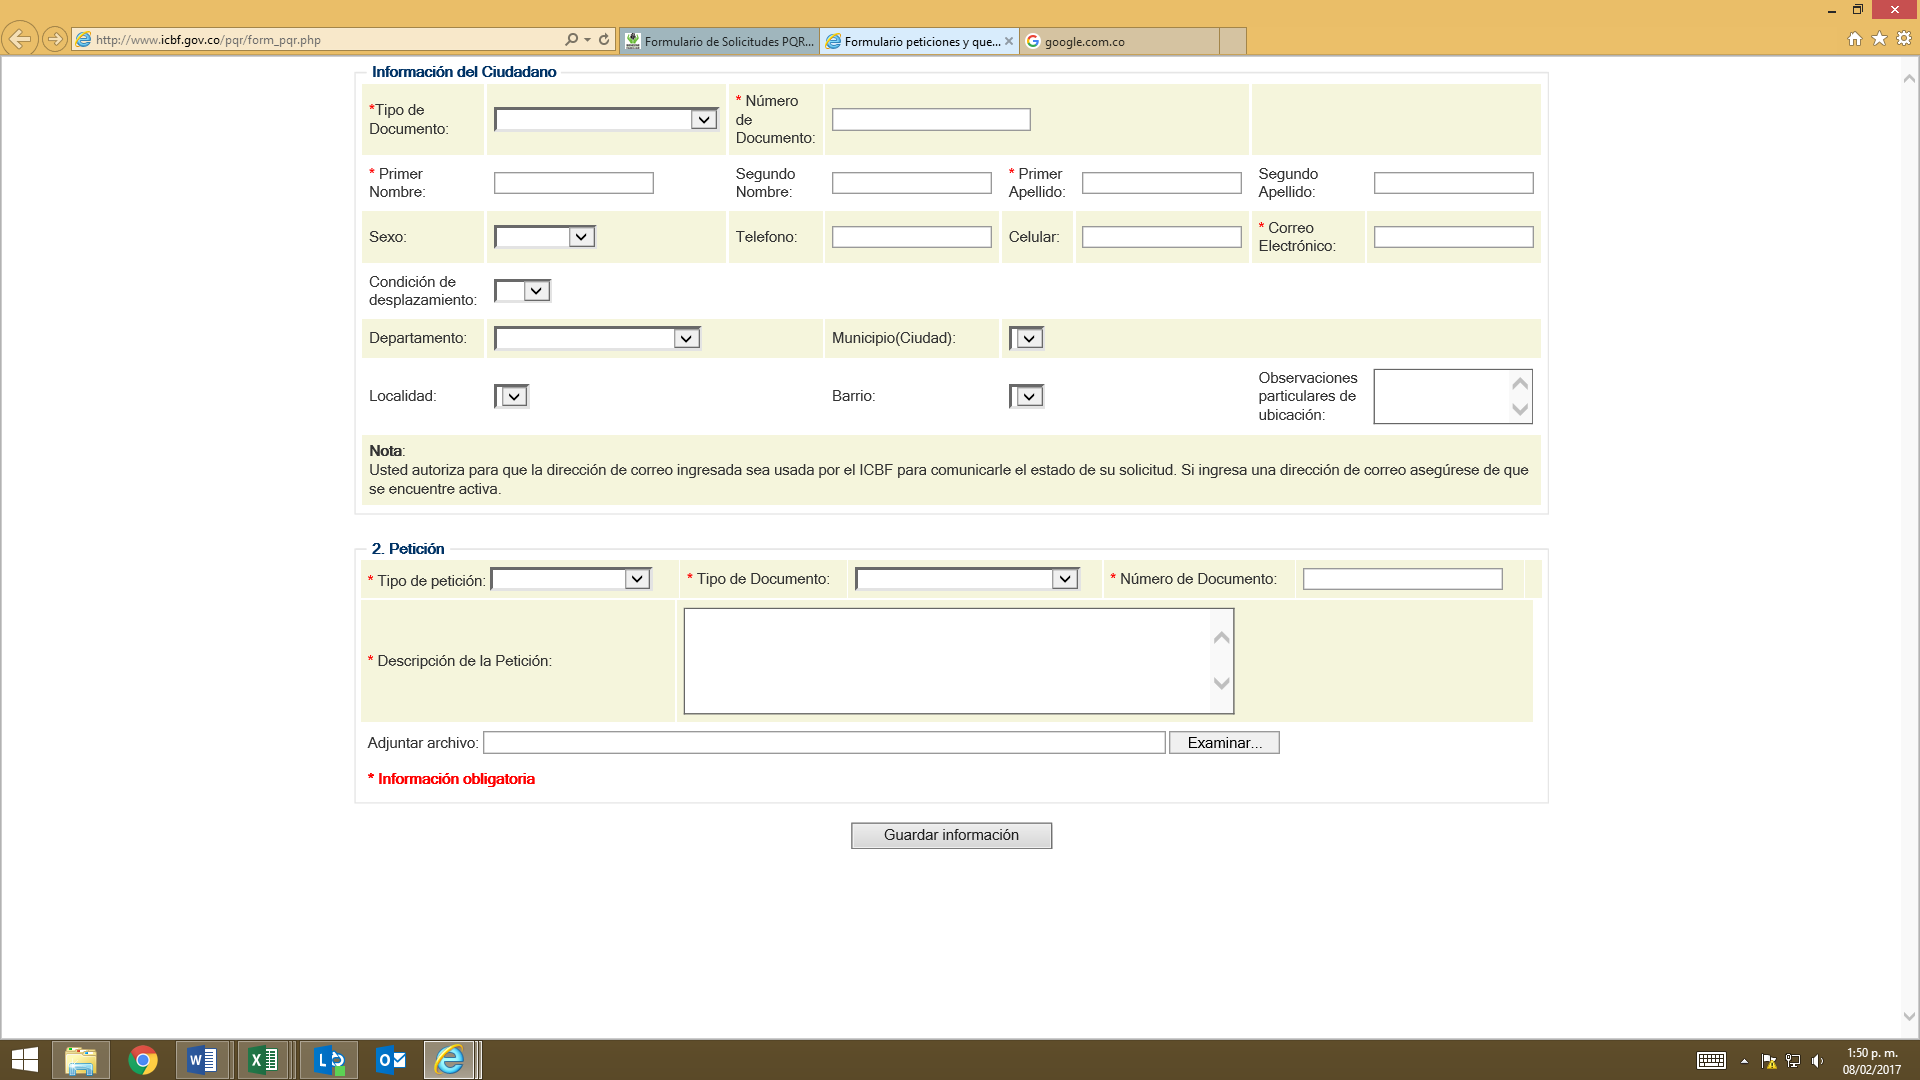 http://www.icbf.gov.co/pqr/form_pqr.php
Formulario de Solicitudes PQR...
Formulario peticiones y que...
google.com.co
Información del Ciudadano
*Tipo de Documento:
* Número de Documento:
* Primer Nombre:
Segundo Nombre:
* Primer Apellido:
Segundo Apellido:
Sexo:
Telefono:
Celular:
* Correo Electrónico:
Condición de desplazamiento:
Departamento:
Municipio(Ciudad):
Localidad:
Barrio:
Observaciones particulares de ubicación:
Nota:
Usted autoriza para que la dirección de correo ingresada sea usada por el ICBF para comunicarle el estado de su solicitud. Si ingresa una dirección de correo asegúrese de que
se encuentre activa.
2. Petición
* Tipo de petición:
* Tipo de Documento:
* Número de Documento:
* Descripción de la Petición:
Adjuntar archivo:
Examinar...
* Información obligatoria
Guardar información
1:50 p. m.
08/02/2017